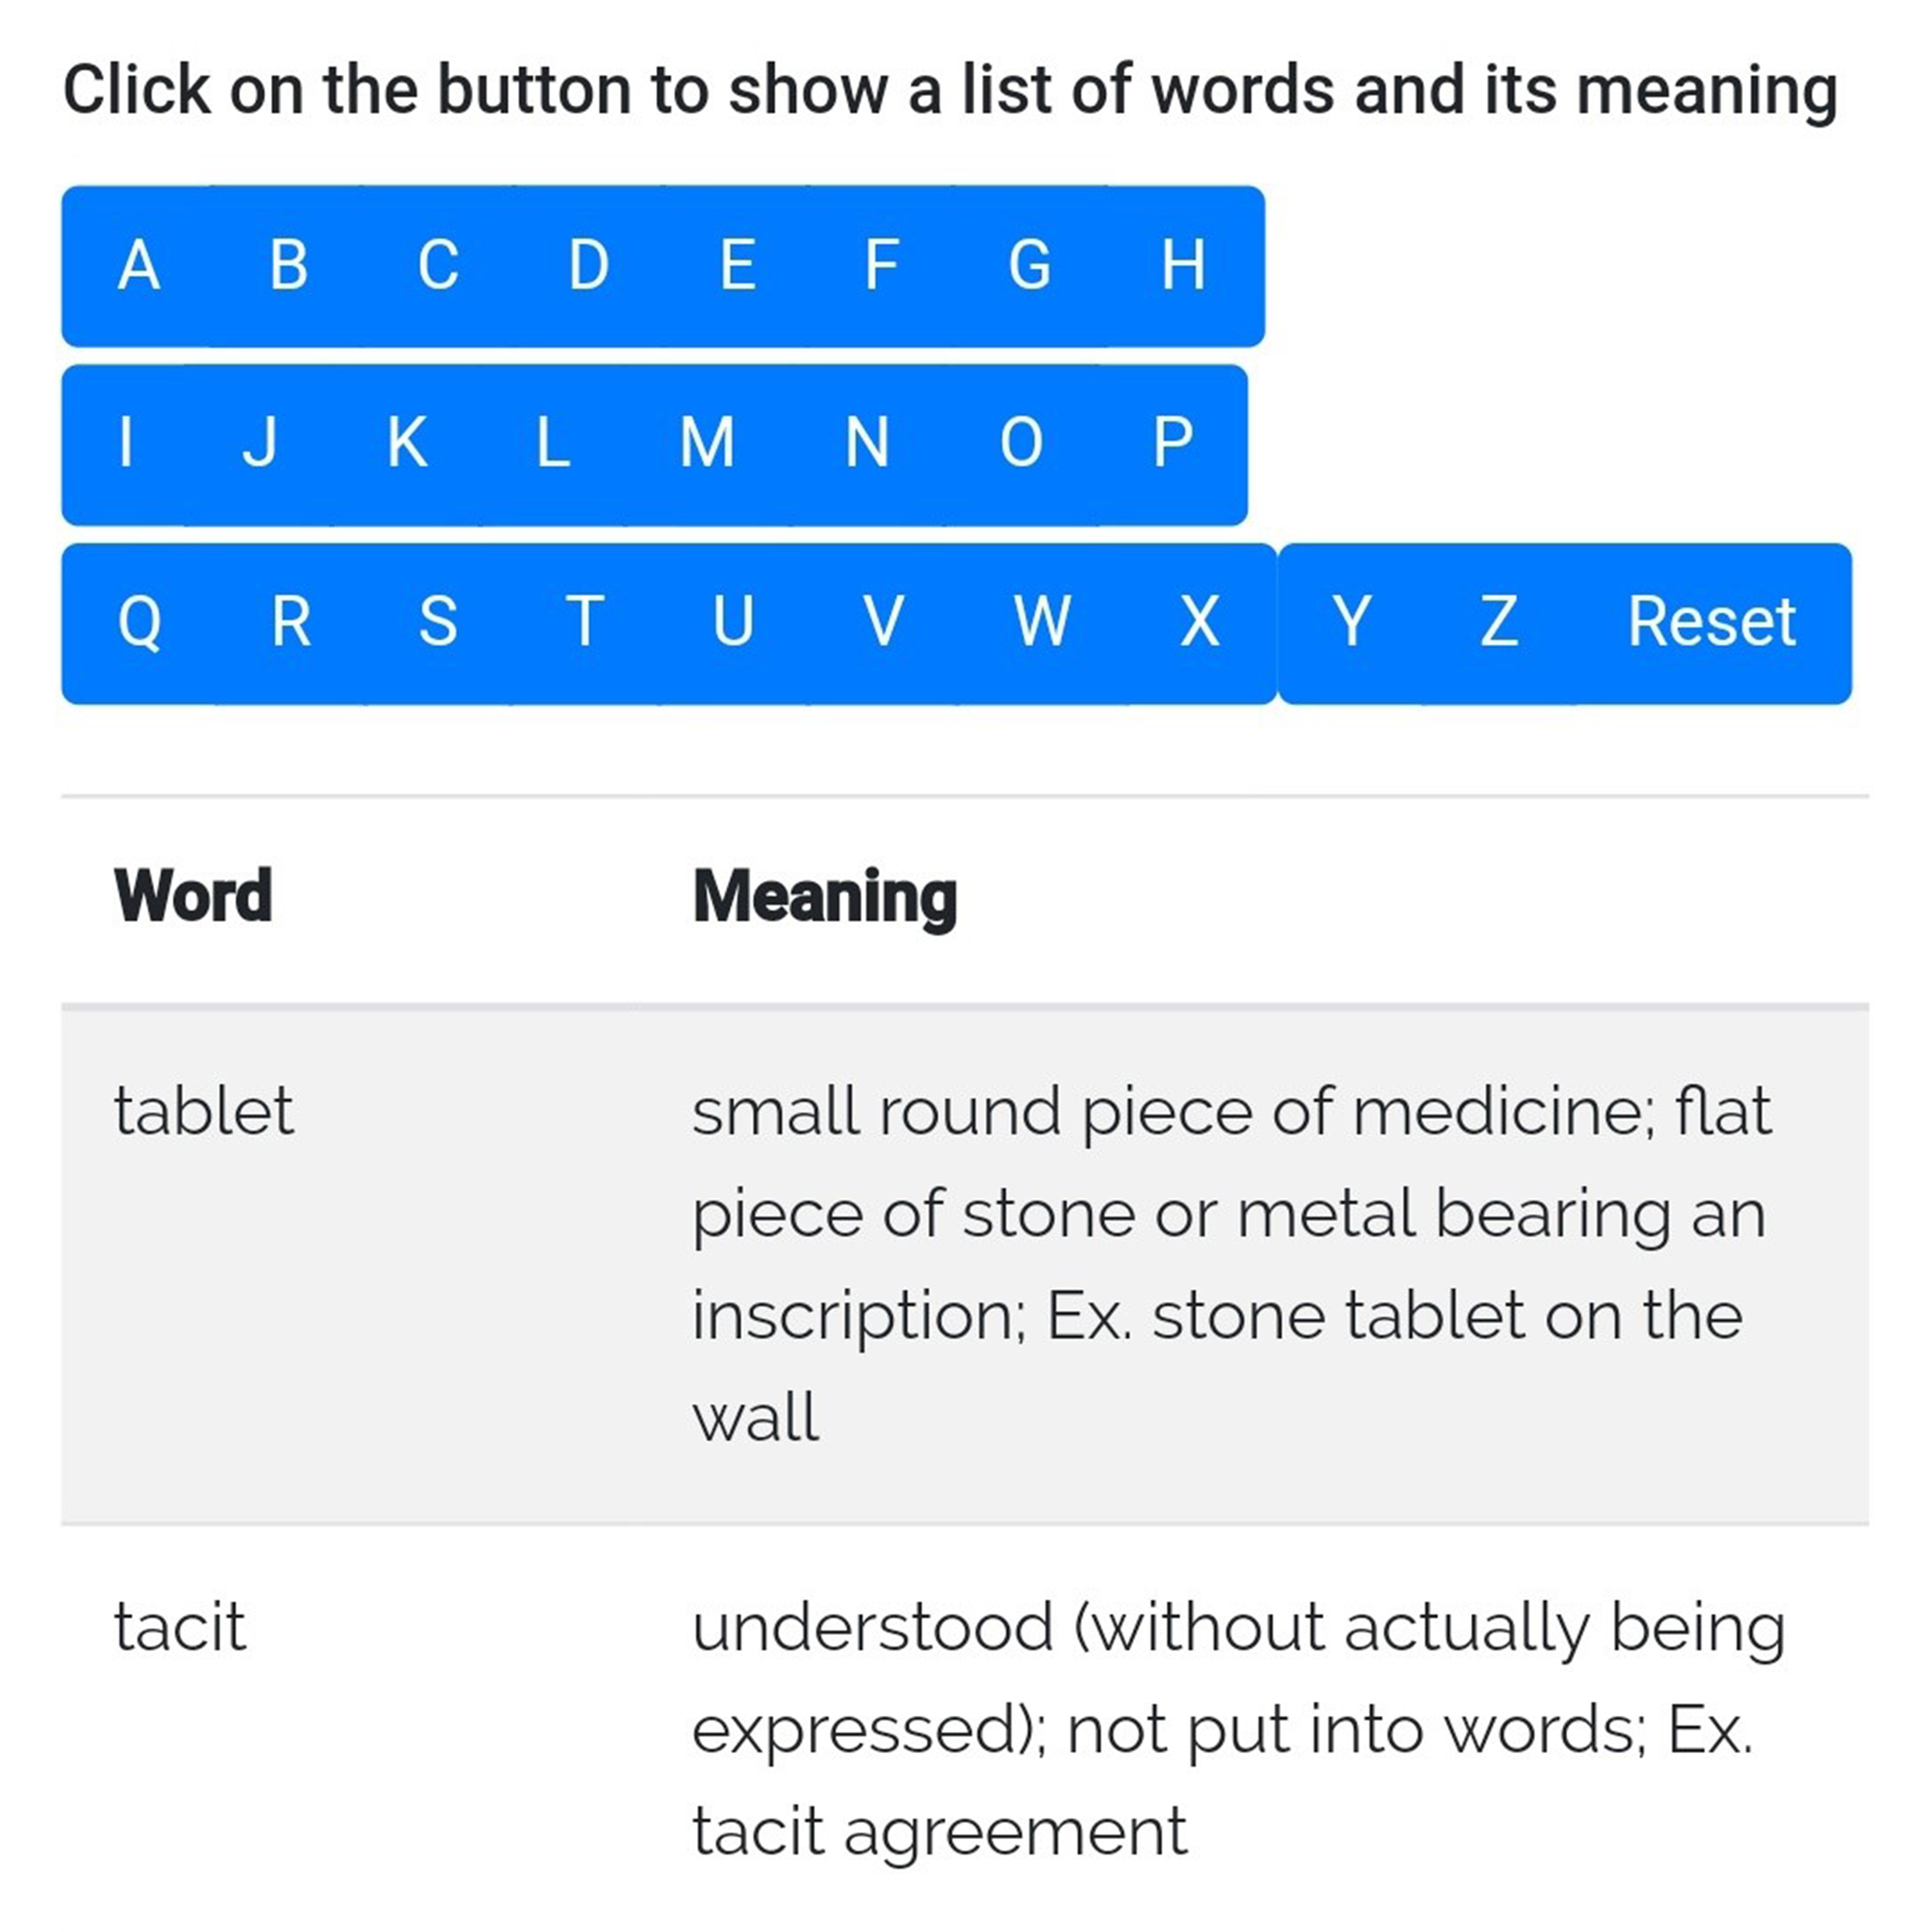 Click on the button to show a list of words and its meaning
A B C D E F G H
I J K L M N O P
Q R S T U V W X Y Z Reset
Word Meaning
tablet small round piece of medicine; flat
piece of stone or metal bearing an
inscription; Ex. stone tablet on the
wall
tacit understood (without actually being
expressed); not put into words; Ex.
tacit agreement